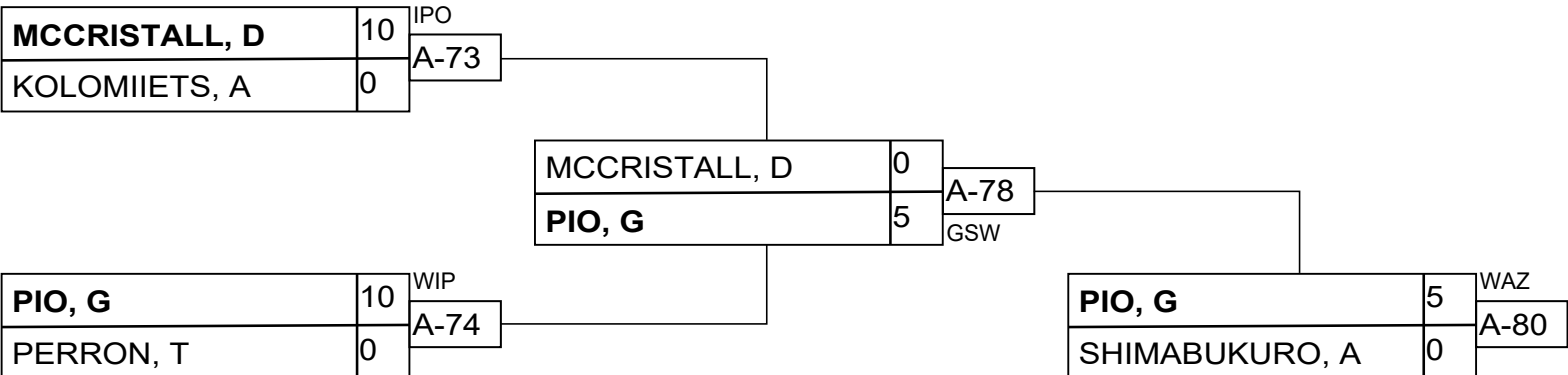 MCCRISTALL, D 10 IPO
A-73
KOLOMIIETS, A 0
MCCRISTALL, D 0
A-78
PIO, G 5 GSW
PIO, G 10 WIP
A-74
PERRON, T 0
PIO, G 5 WAZ
A-80
SHIMABUKURO, A 0